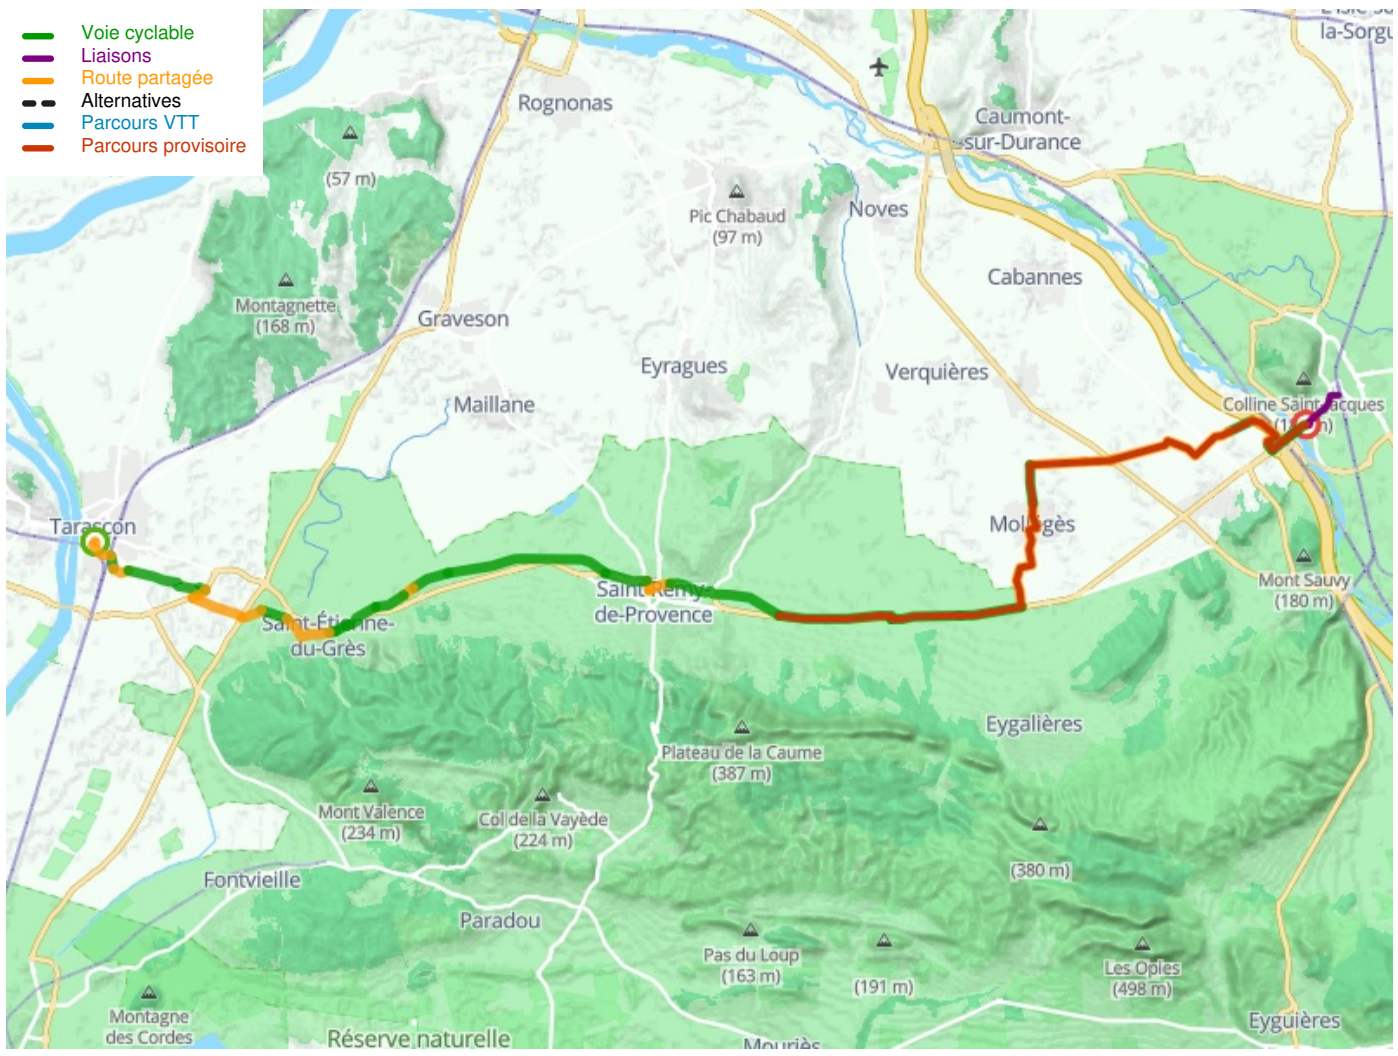 Voie cyclable
Liaisons
Route partagée
Alternatives
Parcours VTT
Parcours provisoire
la-Sorgu
Rognonas
Caumont-
sur-Durance
(57 m)
Pic Chabaud
(97 m)
Noves
Cabannes
Montagnette
(168 m)
Graveson
Eyragues
Verquières
Maillane
Colline Saint-Jacques
Tarascon
Mollégès
Mont Sauvy
(180 m)
Saint-Rémy-
de-Provence
Saint-Étienne-
du-Grès
Eygalières
Plateau de la Caume
(387 m)
Mont Valence
(234 m)
Col della Vayède
(224 m)
(380 m)
Fontvieille
Paradou
Pas du Loup
(163 m)
(191 m)
Les Opies
(498 m)
Montagne
des Cordes
Réserve naturelle
Eyguières
Mouriès